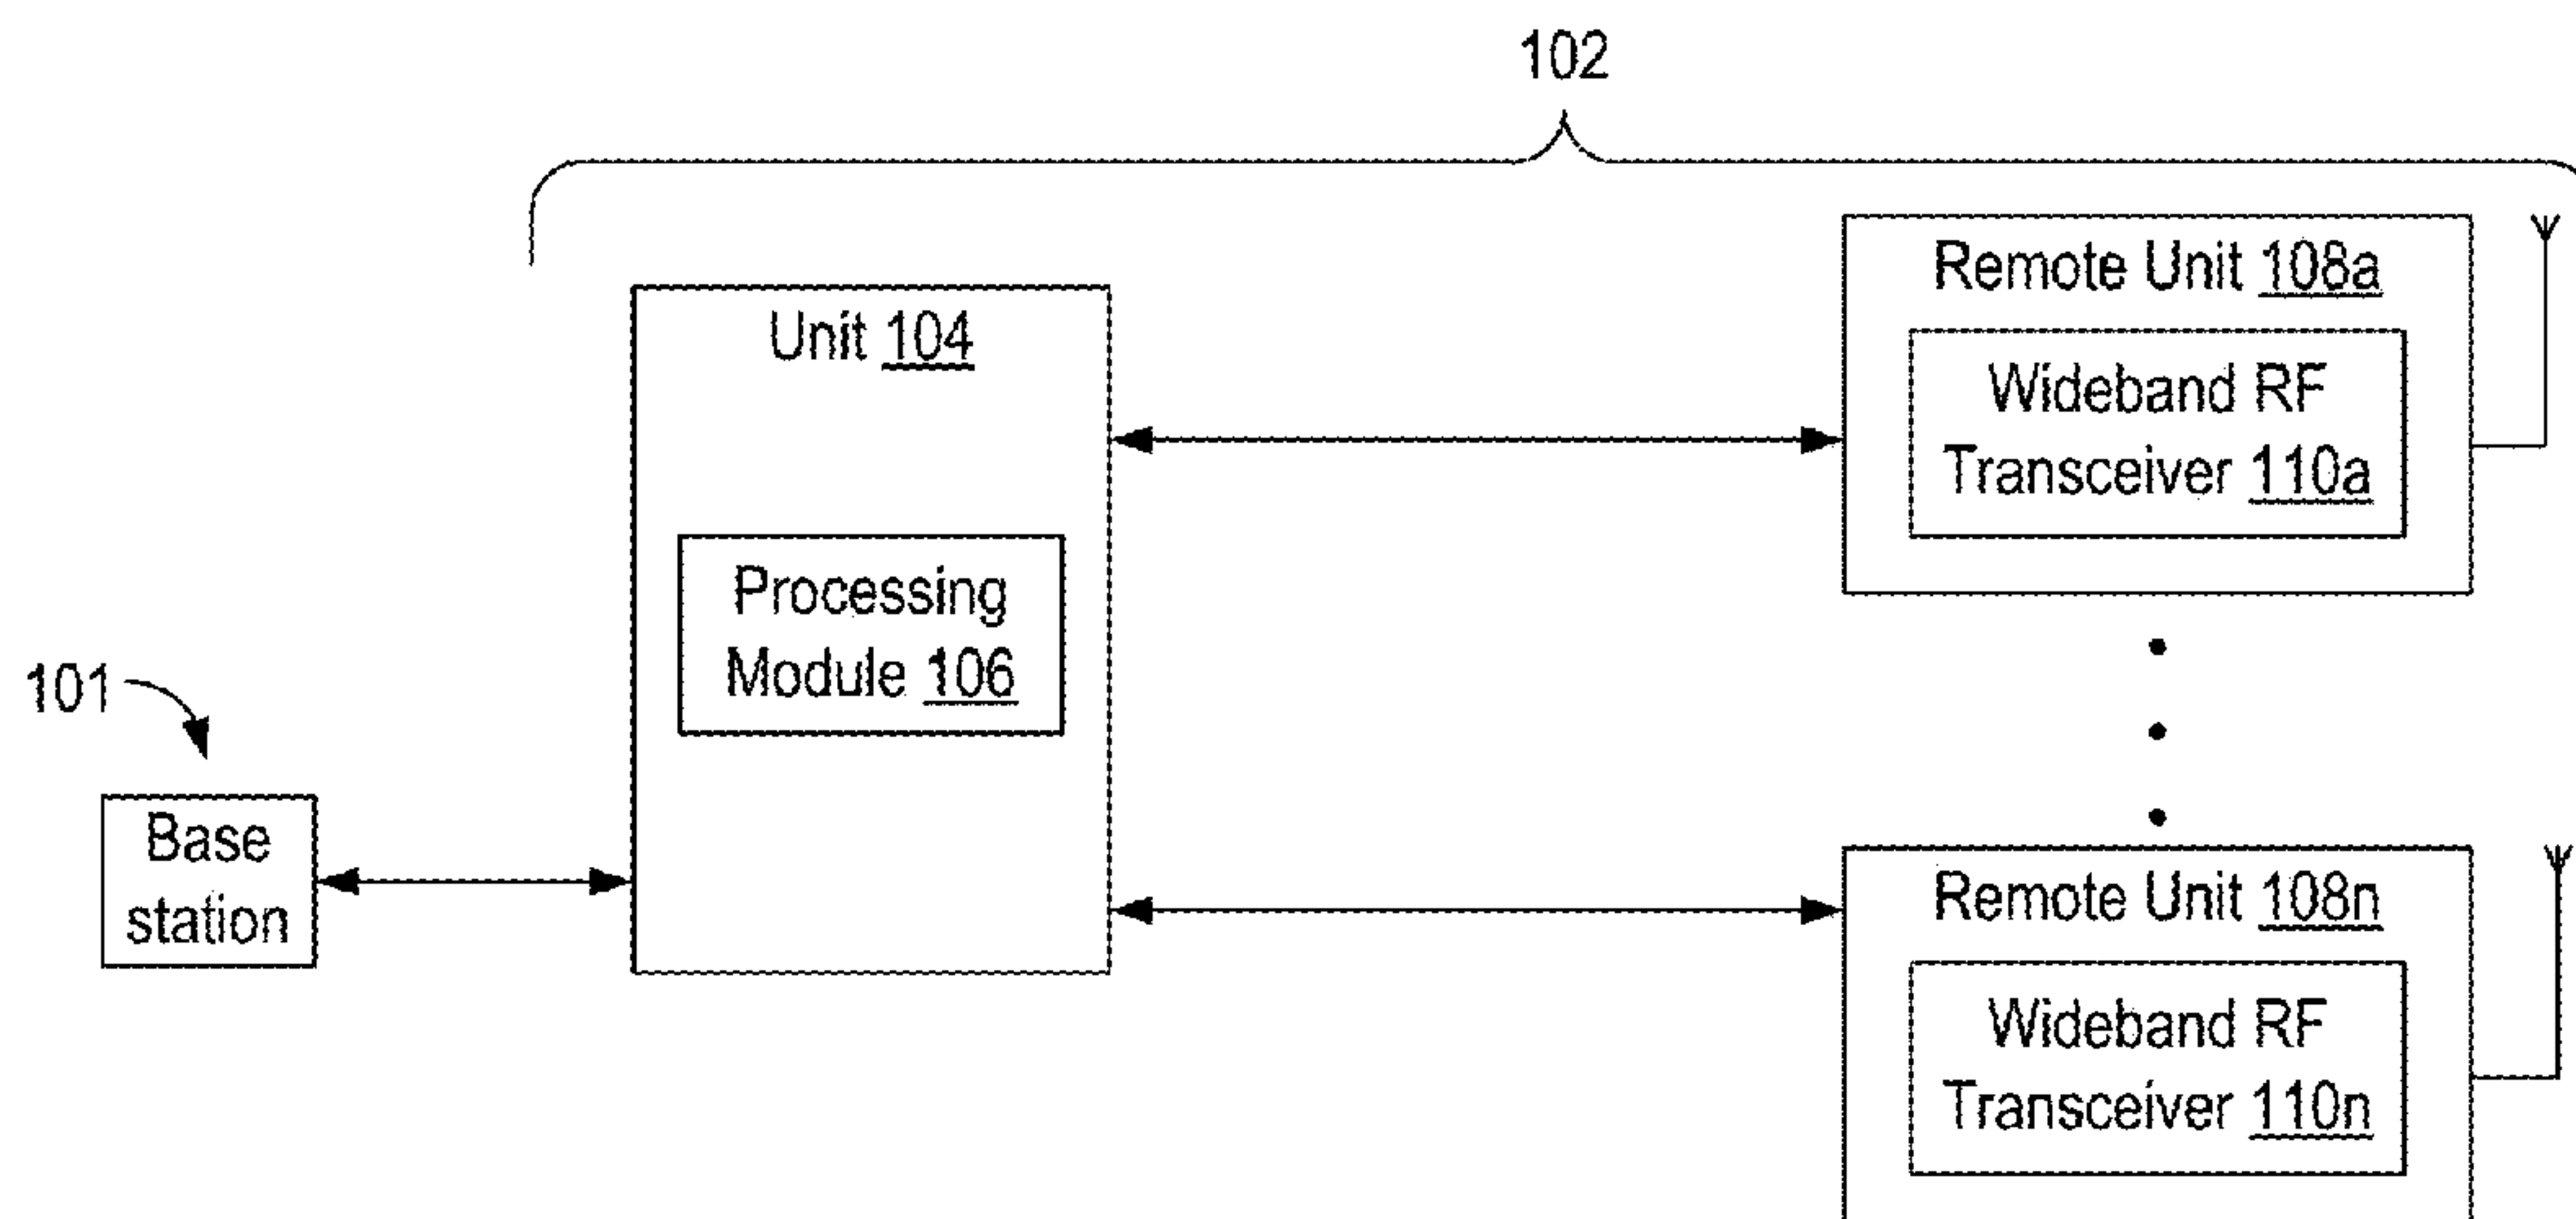 102
Remote Unit 108a
Wideband RF
Transceiver 110a
Unit 104
Processing
Module 106
101
Base
station
Remote Unit 108n
Wideband RF
Transceiver 110n